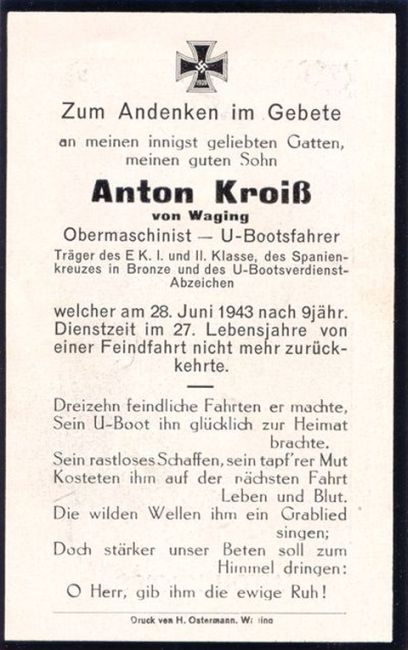 1939
Zum Andenken im Gebete
an meinen innigst geliebten Gatten,
meinen guten Sohn
Anton Kroiß
von Waging
Obermaschinist — U-Bootsfahrer
Träger des E K. I. und II. Klasse, des Spanien-
kreuzes in Bronze und des U-Bootsverdienst-
Abzeichen
welcher am 28. Juni 1943 nach 9jähr.
Dienstzeit im 27. Lebensjahre von
einer Feindfahrt nicht mehr zurück-
kehrte.
Dreizehn feindliche Fahrten er machte,
Sein U-Boot ihn glücklich zur Heimat
brachte.
Sein rastloses Schaffen, sein tapf'rer Mut
Kosteten ihm auf der nächsten Fahrt
Leben und Blut.
Die wilden Wellen ihm ein Grablied
singen;
Doch stärker unser Beten soll zum
Himmel dringen:
O Herr, gib ihm die ewige Ruh!
Druck von H. Ostermann.